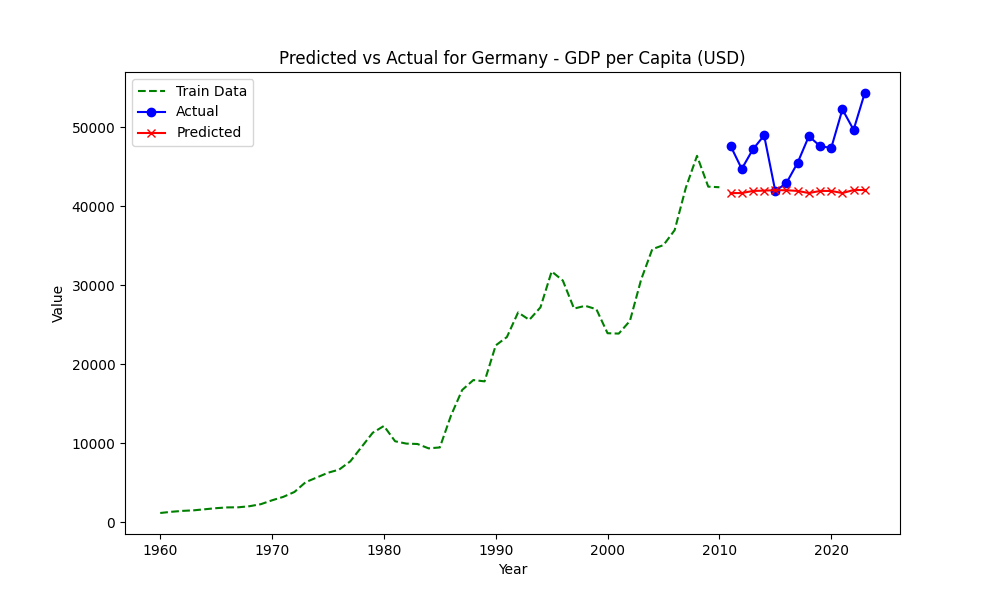 Predicted vs Actual for Germany - GDP per Capita (USD)
Train Data
Actual
Predicted
50000
40000
30000
20000
10000
0
Value
1960 1970 1980 1990 2000 2010 2020
Year